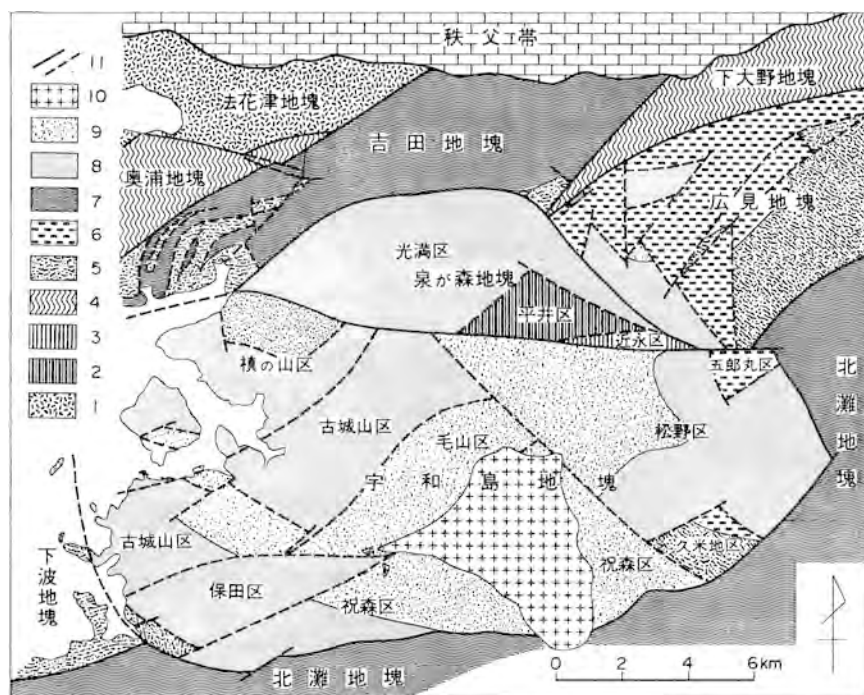 秩父帯
11
10
9
8
7
6
5
4
3
2
1
法花津地塊
下大野地塊
吉田地塊
奥浦地塊
広見地塊
光満区
泉が森地塊
平井区
近永区
五郎丸区
槙の山区
北灘地塊
古城山区
毛山区
松野区
宇和島地塊
古城山区
久米地区
下波地塊
保田区
祝森区
祝森区
北灘地塊
0 2 4 6km